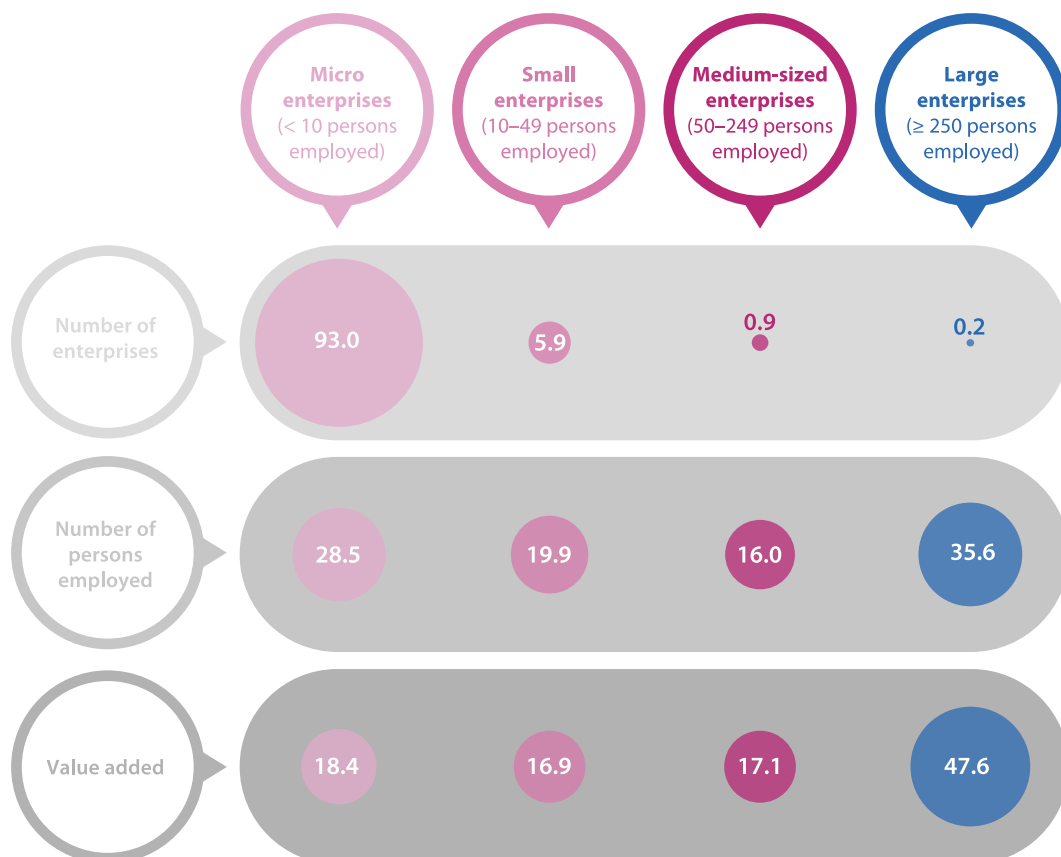 Micro
enterprises
(< 10 persons
employed)
Small
enterprises
(10–49 persons
employed)
Medium-sized
enterprises
(50–249 persons
employed)
Large
enterprises
(≥ 250 persons
employed)
Number of
enterprises
93.0
5.9
0.9
0.2
Number of
persons
employed
28.5
19.9
16.0
35.6
Value added
18.4
16.9
17.1
47.6